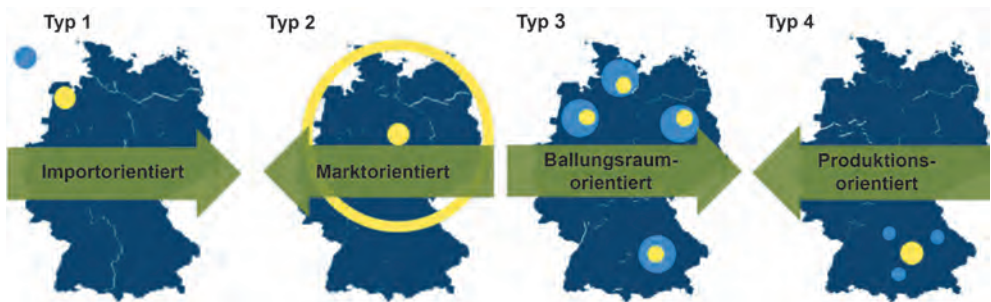 Typ 1
Typ 2
Typ 3
Typ 4
Importorientiert
Marktorientiert
Ballungsraum-
orientiert
Produktions-
orientiert